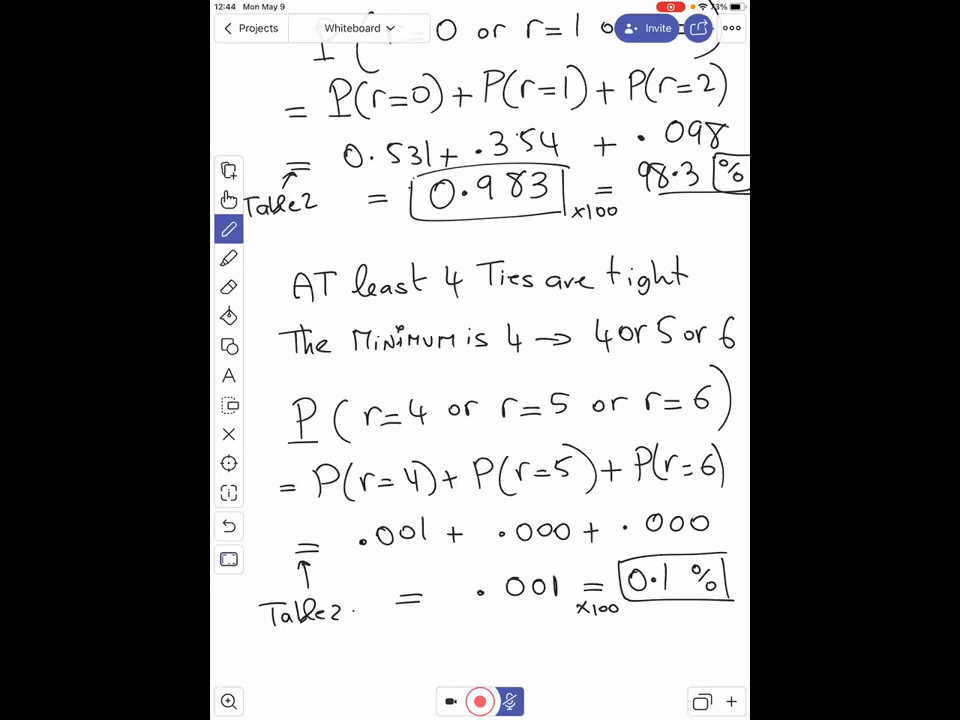 12:44 Mon May 9
73%
Projects
Whiteboard
Invite
0 or r=1
= P(r=0) + P(r=1) + P(r=2)
= 0.531 + .354 + .098
Table2 = 0.983 = 98.3 %
x100
AT least 4 Ties are tight
The MINIMUM is 4 → 4 or 5 or 6
P ( r=4 or r=5 or r=6 )
= P(r=4) + P(r=5) + P(r=6)
= .001 + .000 + .000
= .001 = 0.1 %
x100
Table2.
A